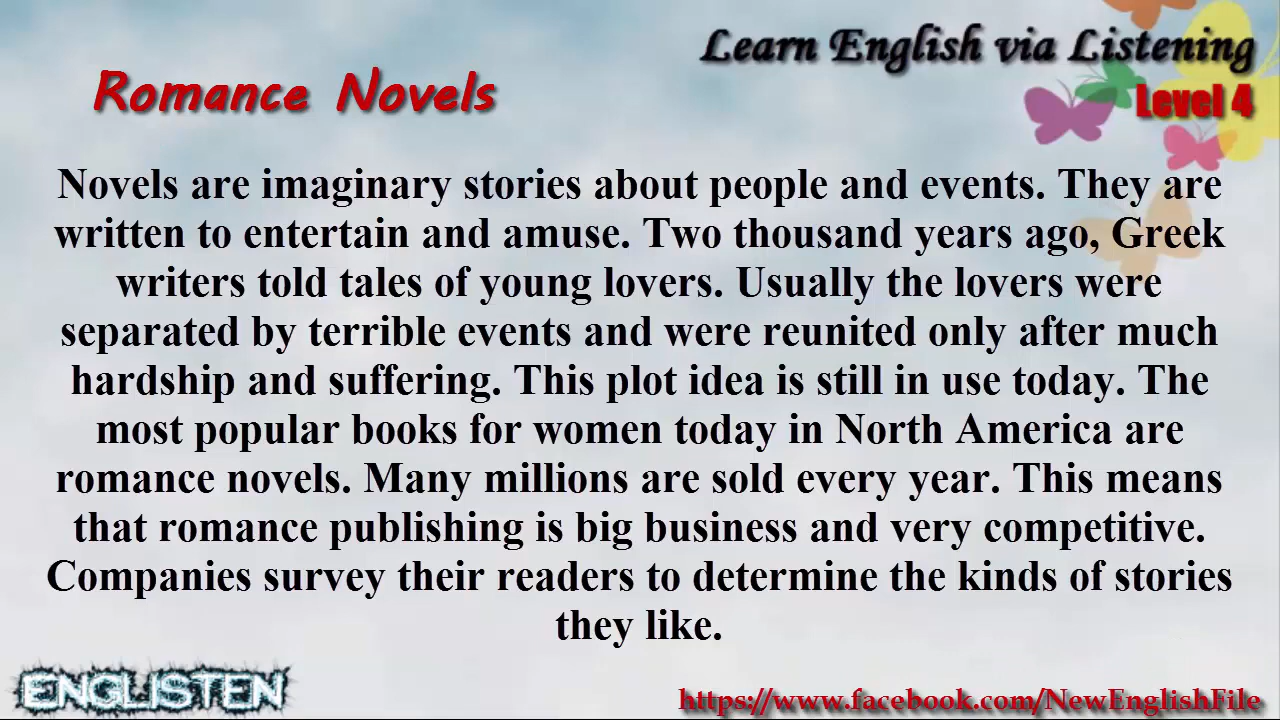 Learn English via Listening
Level 4
Romance Novels
Novels are imaginary stories about people and events. They are
written to entertain and amuse. Two thousand years ago, Greek
writers told tales of young lovers. Usually the lovers were
separated by terrible events and were reunited only after much
hardship and suffering. This plot idea is still in use today. The
most popular books for women today in North America are
romance novels. Many millions are sold every year. This means
that romance publishing is big business and very competitive.
Companies survey their readers to determine the kinds of stories
they like.
ENGLISTEN
https://www.facebook.com/NewEnglishFile